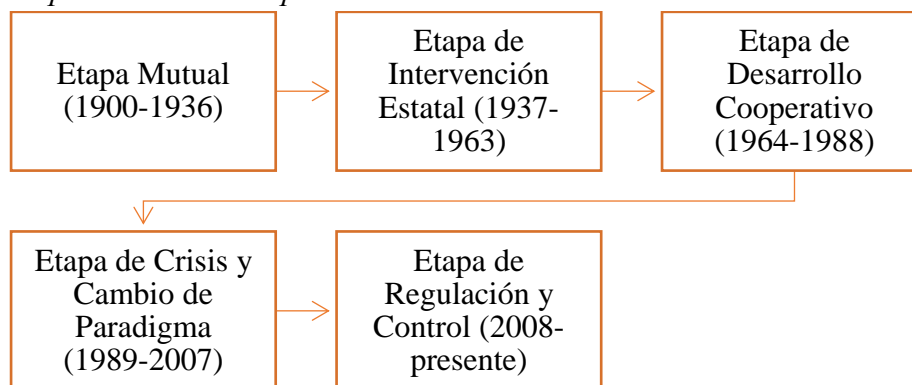 Etapa Mutual
(1900-1936)
Etapa de
Intervención
Estatal (1937-
1963)
Etapa de
Desarrollo
Cooperativo
(1964-1988)
Etapa de Crisis y
Cambio de
Paradigma
(1989-2007)
Etapa de
Regulación y
Control (2008-
presente)